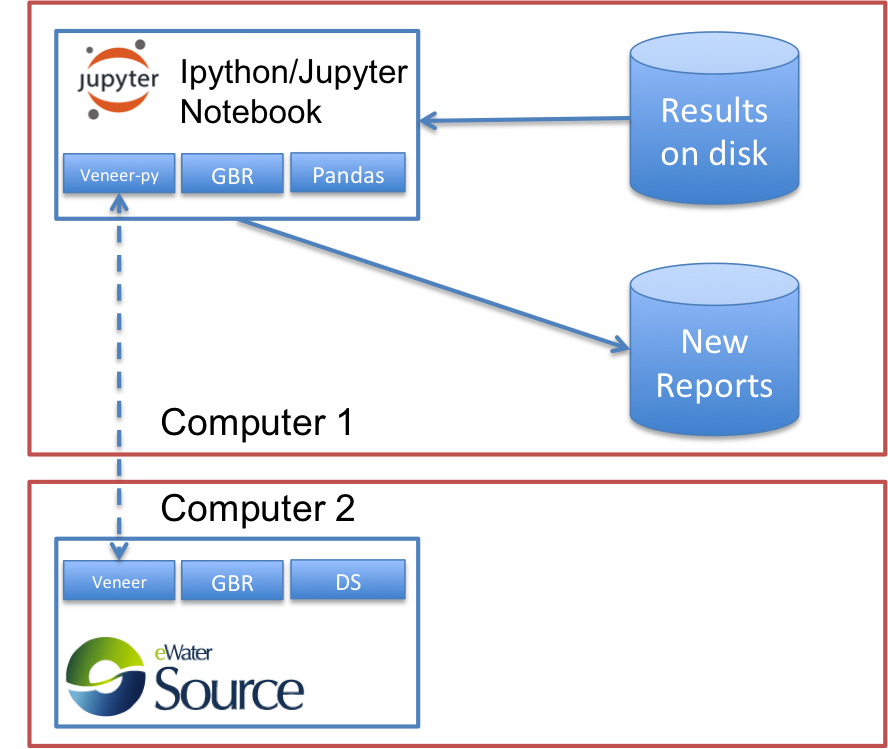 jupyter
Ipython/Jupyter
Notebook
Veneer-py
GBR
Pandas
Results
on disk
New
Reports
Computer 1
Computer 2
Veneer
GBR
DS
eWater
Source